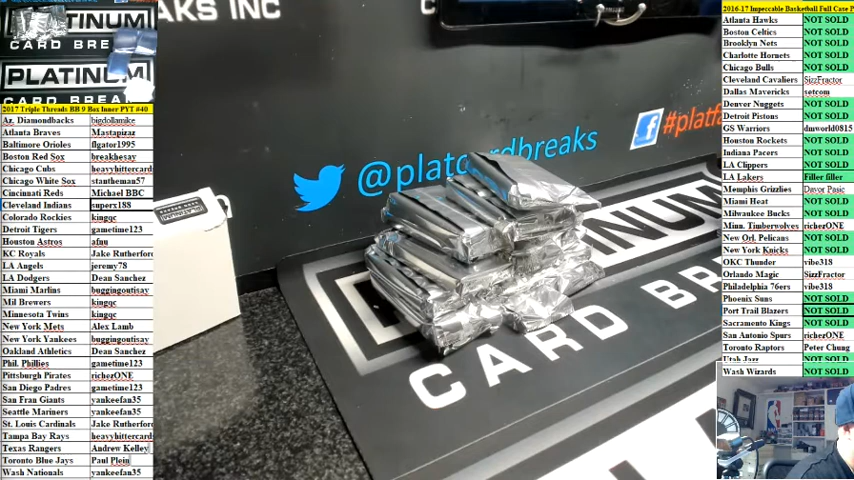 PLATINUM
CARD BREA
PLATINUM
CARD BREA
2017 Triple Threads BB 9 Box Inner PYT #40
Az. Diamondbacks bigdollamike
Atlanta Braves Mastapizar
Baltimore Orioles flgator1995
Boston Red Sox breakhesay
Chicago Cubs heavyhittercard
Chicago White Sox stantheman57
Cincinnati Reds Michael BBC
Cleveland Indians superx188
Colorado Rockies kingqc
Detroit Tigers gametime123
Houston Astros afnu
KC Royals Jake Rutherford
LA Angels jeremy78
LA Dodgers Dean Sanchez
Miami Marlins buggingoutisay
Mil Brewers kingqc
Minnesota Twins kingqc
New York Mets Alex Lamb
New York Yankees buggingoutisay
Oakland Athletics Dean Sanchez
Phil. Phillies gametime123
Pittsburgh Pirates richezONE
San Diego Padres gametime123
San Fran Giants yankeefan35
Seattle Mariners yankeefan35
St. Louis Cardinals Jake Rutherford
Tampa Bay Rays heavyhittercard
Texas Rangers Andrew Kelley
Toronto Blue Jays Paul Plein
Wash Nationals yankeefan35
AKS INC
@platcardbreaks
f #platfa
INUM
CARD BR
2016-17 Impeccable Basketball Full Case P
Atlanta Hawks NOT SOLD
Boston Celtics NOT SOLD
Brooklyn Nets NOT SOLD
Charlotte Hornets NOT SOLD
Chicago Bulls NOT SOLD
Cleveland Cavaliers SizzFractor
Dallas Mavericks setcom
Denver Nuggets NOT SOLD
Detroit Pistons NOT SOLD
GS Warriors dmworld0815
Houston Rockets NOT SOLD
Indiana Pacers NOT SOLD
LA Clippers NOT SOLD
LA Lakers Filler filler
Memphis Grizzlies Davor Pasic
Miami Heat NOT SOLD
Milwaukee Bucks NOT SOLD
Minn. Timberwolves richezONE
New Orl. Pelicans NOT SOLD
New York Knicks NOT SOLD
OKC Thunder vibe318
Orlando Magic SizzFractor
Philadelphia 76ers vibe318
Phoenix Suns NOT SOLD
Port Trail Blazers NOT SOLD
Sacramento Kings NOT SOLD
San Antonio Spurs richezONE
Toronto Raptors Peter Chung
Utah Jazz NOT SOLD
Wash Wizards NOT SOLD